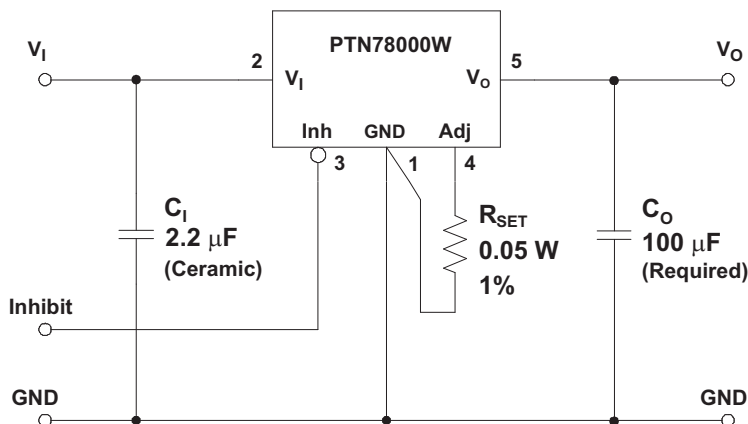 PTN78000W
V_I
2
V_I
V_O
5
V_O
Inh
GND
Adj
3
1
4
C_I
2.2 μF
(Ceramic)
R_SET
0.05 W
1%
C_O
100 μF
(Required)
Inhibit
GND
GND